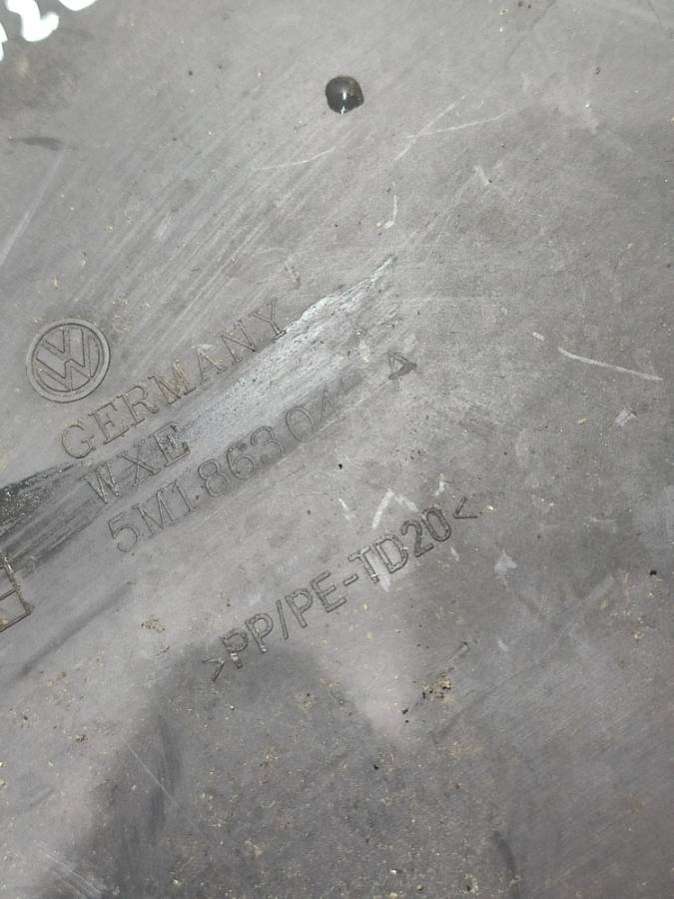 GERMANY
WXE
5M1.863.04 A
>PP/PE-TD20<